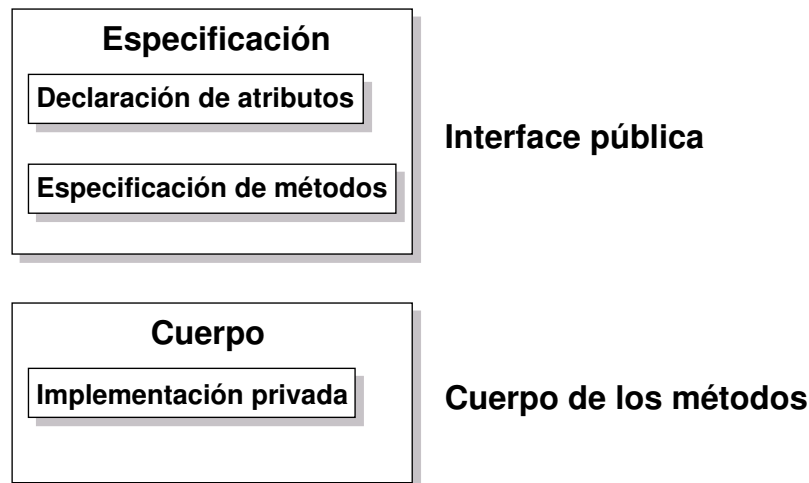 Especificación
Declaración de atributos
Interface pública
Especificación de métodos
Cuerpo
Implementación privada
Cuerpo de los métodos